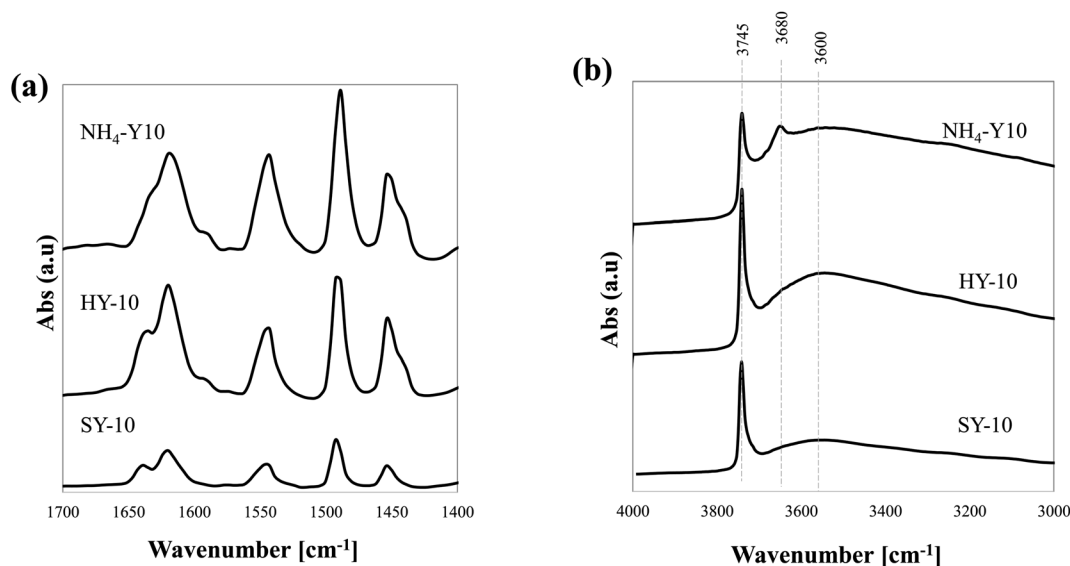 (a)
NH₄-Y10
HY-10
SY-10
Abs (a.u)
1700 1650 1600 1550 1500 1450 1400
Wavenumber [cm⁻¹]
(b)
3745
3680
3600
NH₄-Y10
HY-10
SY-10
Abs (a.u)
4000 3800 3600 3400 3200 3000
Wavenumber [cm⁻¹]